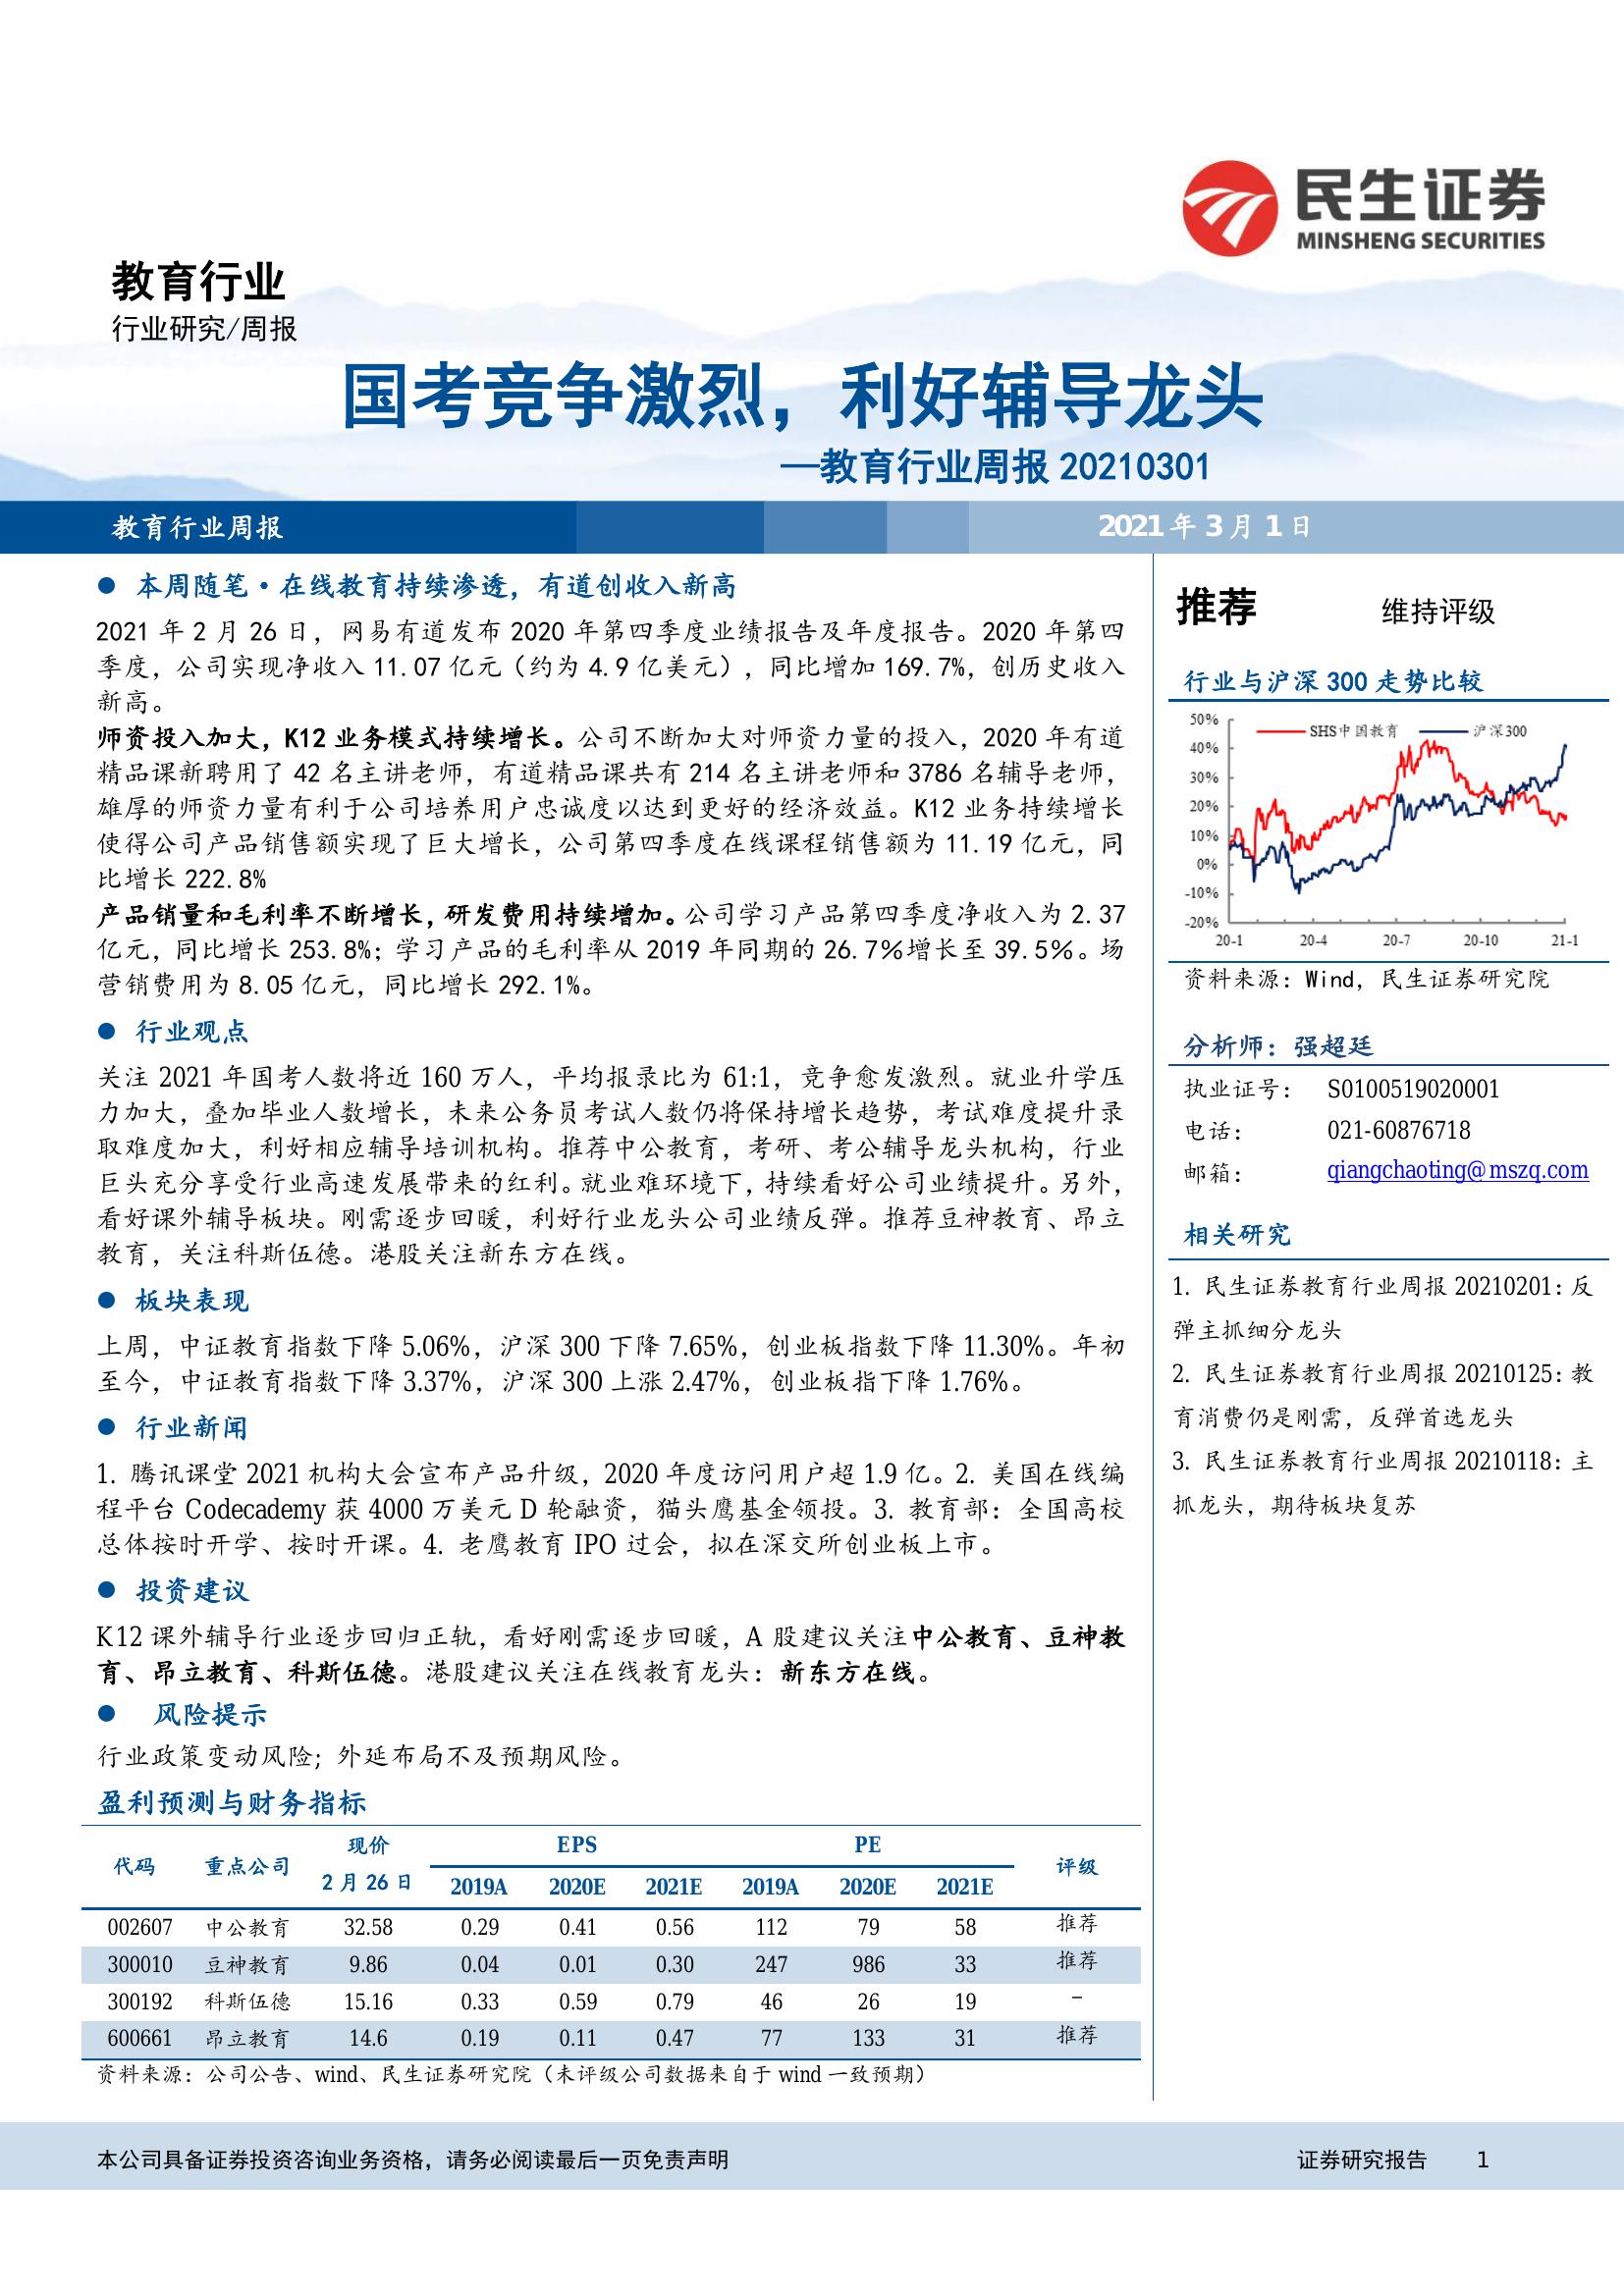 民生证券
MINSHENG SECURITIES
教育行业
行业研究/周报
国考竞争激烈，利好辅导龙头
—教育行业周报 20210301
教育行业周报
2021 年 3 月 1 日
● 本周随笔·在线教育持续渗透，有道创收入新高
2021 年 2 月 26 日，网易有道发布 2020 年第四季度业绩报告及年度报告。2020 年第四
季度，公司实现净收入 11.07 亿元（约为 4.9 亿美元），同比增加 169.7%，创历史收入
新高。
师资投入加大，K12 业务模式持续增长。公司不断加大对师资力量的投入，2020 年有道
精品课新聘用了 42 名主讲老师，有道精品课共有 214 名主讲老师和 3786 名辅导老师，
雄厚的师资力量有利于公司培养用户忠诚度以达到更好的经济效益。K12 业务持续增长
使得公司产品销售额实现了巨大增长，公司第四季度在线课程销售额为 11.19 亿元，同
比增长 222.8%
产品销量和毛利率不断增长，研发费用持续增加。公司学习产品第四季度净收入为 2.37
亿元，同比增长 253.8%；学习产品的毛利率从 2019 年同期的 26.7%增长至 39.5%。场
营销费用为 8.05 亿元，同比增长 292.1%。
● 行业观点
关注 2021 年国考人数将近 160 万人，平均报录比为 61:1，竞争愈发激烈。就业升学压
力加大，叠加毕业人数增长，未来公务员考试人数仍将保持增长趋势，考试难度提升录
取难度加大，利好相应辅导培训机构。推荐中公教育，考研、考公辅导龙头机构，行业
巨头充分享受行业高速发展带来的红利。就业难环境下，持续看好公司业绩提升。另外，
看好课外辅导板块。刚需逐步回暖，利好行业龙头公司业绩反弹。推荐豆神教育、昂立
教育，关注科斯伍德。港股关注新东方在线。
● 板块表现
上周，中证教育指数下降 5.06%，沪深 300 下降 7.65%，创业板指数下降 11.30%。年初
至今，中证教育指数下降 3.37%，沪深 300 上涨 2.47%，创业板指下降 1.76%。
● 行业新闻
1. 腾讯课堂 2021 机构大会宣布产品升级，2020 年度访问用户超 1.9 亿。2. 美国在线编
程平台 Codecademy 获 4000 万美元 D 轮融资，猫头鹰基金领投。3. 教育部：全国高校
总体按时开学、按时开课。4. 老鹰教育 IPO 过会，拟在深交所创业板上市。
● 投资建议
K12 课外辅导行业逐步回归正轨，看好刚需逐步回暖，A 股建议关注中公教育、豆神教
育、昂立教育、科斯伍德。港股建议关注在线教育龙头：新东方在线。
● 风险提示
行业政策变动风险；外延布局不及预期风险。
盈利预测与财务指标
代码 重点公司 现价 EPS PE 评级
2 月 26 日 2019A 2020E 2021E 2019A 2020E 2021E
002607 中公教育 32.58 0.29 0.41 0.56 112 79 58 推荐
300010 豆神教育 9.86 0.04 0.01 0.30 247 986 33 推荐
300192 科斯伍德 15.16 0.33 0.59 0.79 46 26 19 –
600661 昂立教育 14.6 0.19 0.11 0.47 77 133 31 推荐
资料来源：公司公告、wind、民生证券研究院（未评级公司数据来自于 wind 一致预期）
推荐 维持评级
行业与沪深 300 走势比较
SHS中国教育 沪深300
50%
40%
30%
20%
10%
0%
-10%
-20%
20-1 20-4 20-7 20-10 21-1
资料来源：Wind，民生证券研究院
分析师：强超廷
执业证号： S0100519020001
电话： 021-60876718
邮箱： qiangchaoting@mszq.com
相关研究
1. 民生证券教育行业周报 20210201：反
弹主抓细分龙头
2. 民生证券教育行业周报 20210125：教
育消费仍是刚需，反弹首选龙头
3. 民生证券教育行业周报 20210118：主
抓龙头，期待板块复苏
本公司具备证券投资咨询业务资格，请务必阅读最后一页免责声明
证券研究报告 1